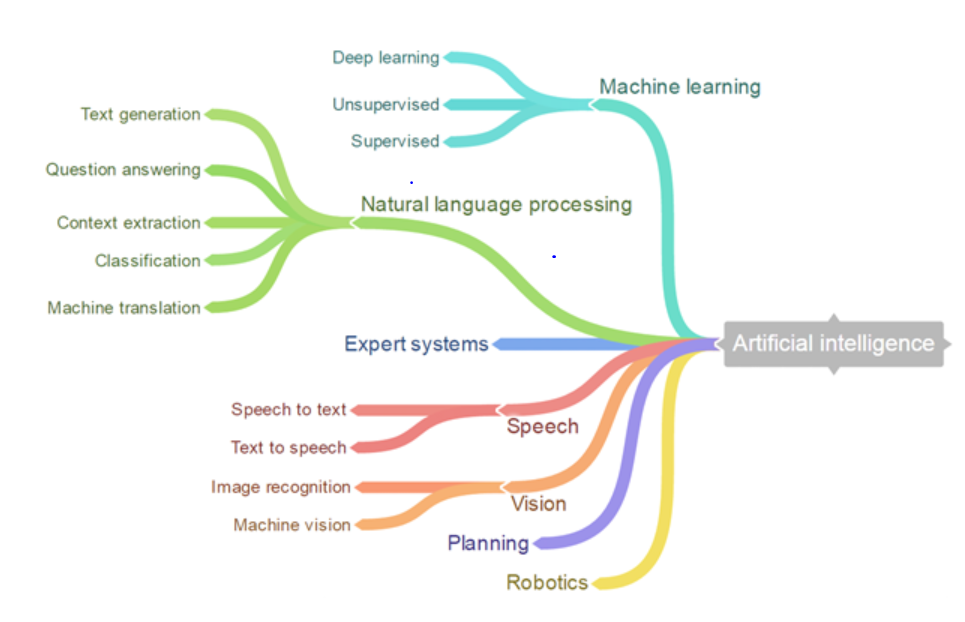 Deep learning
Machine learning
Unsupervised
Supervised
Text generation
Question answering
Natural language processing
Context extraction
Classification
Machine translation
Expert systems
Artificial intelligence
Speech to text
Speech
Text to speech
Image recognition
Vision
Machine vision
Planning
Robotics